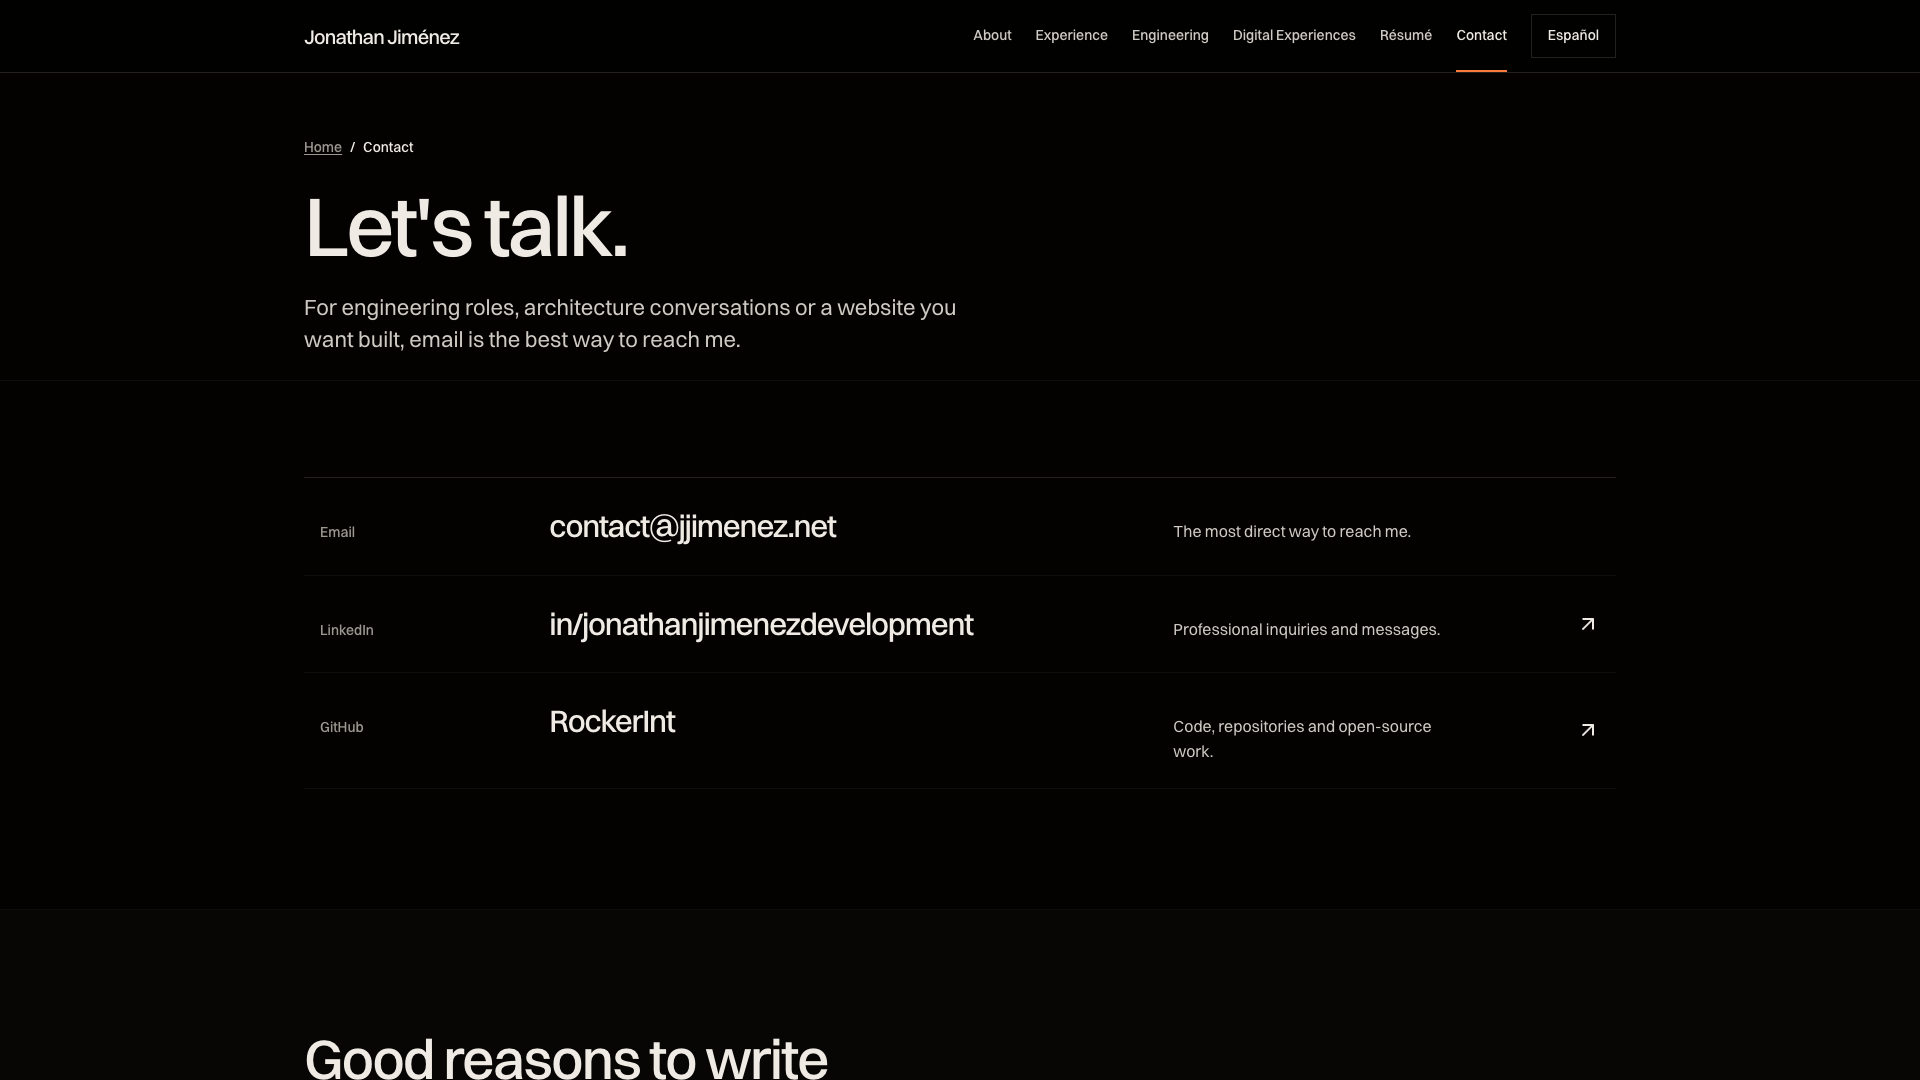 Jonathan Jiménez
About Experience Engineering Digital Experiences Résumé Contact Español
Home / Contact
Let's talk.
For engineering roles, architecture conversations or a website you
want built, email is the best way to reach me.
Email contact@jjimenez.net The most direct way to reach me.
LinkedIn in/jonathanjimenezdevelopment Professional inquiries and messages.
GitHub RockerInt Code, repositories and open-source
work.
Good reasons to write